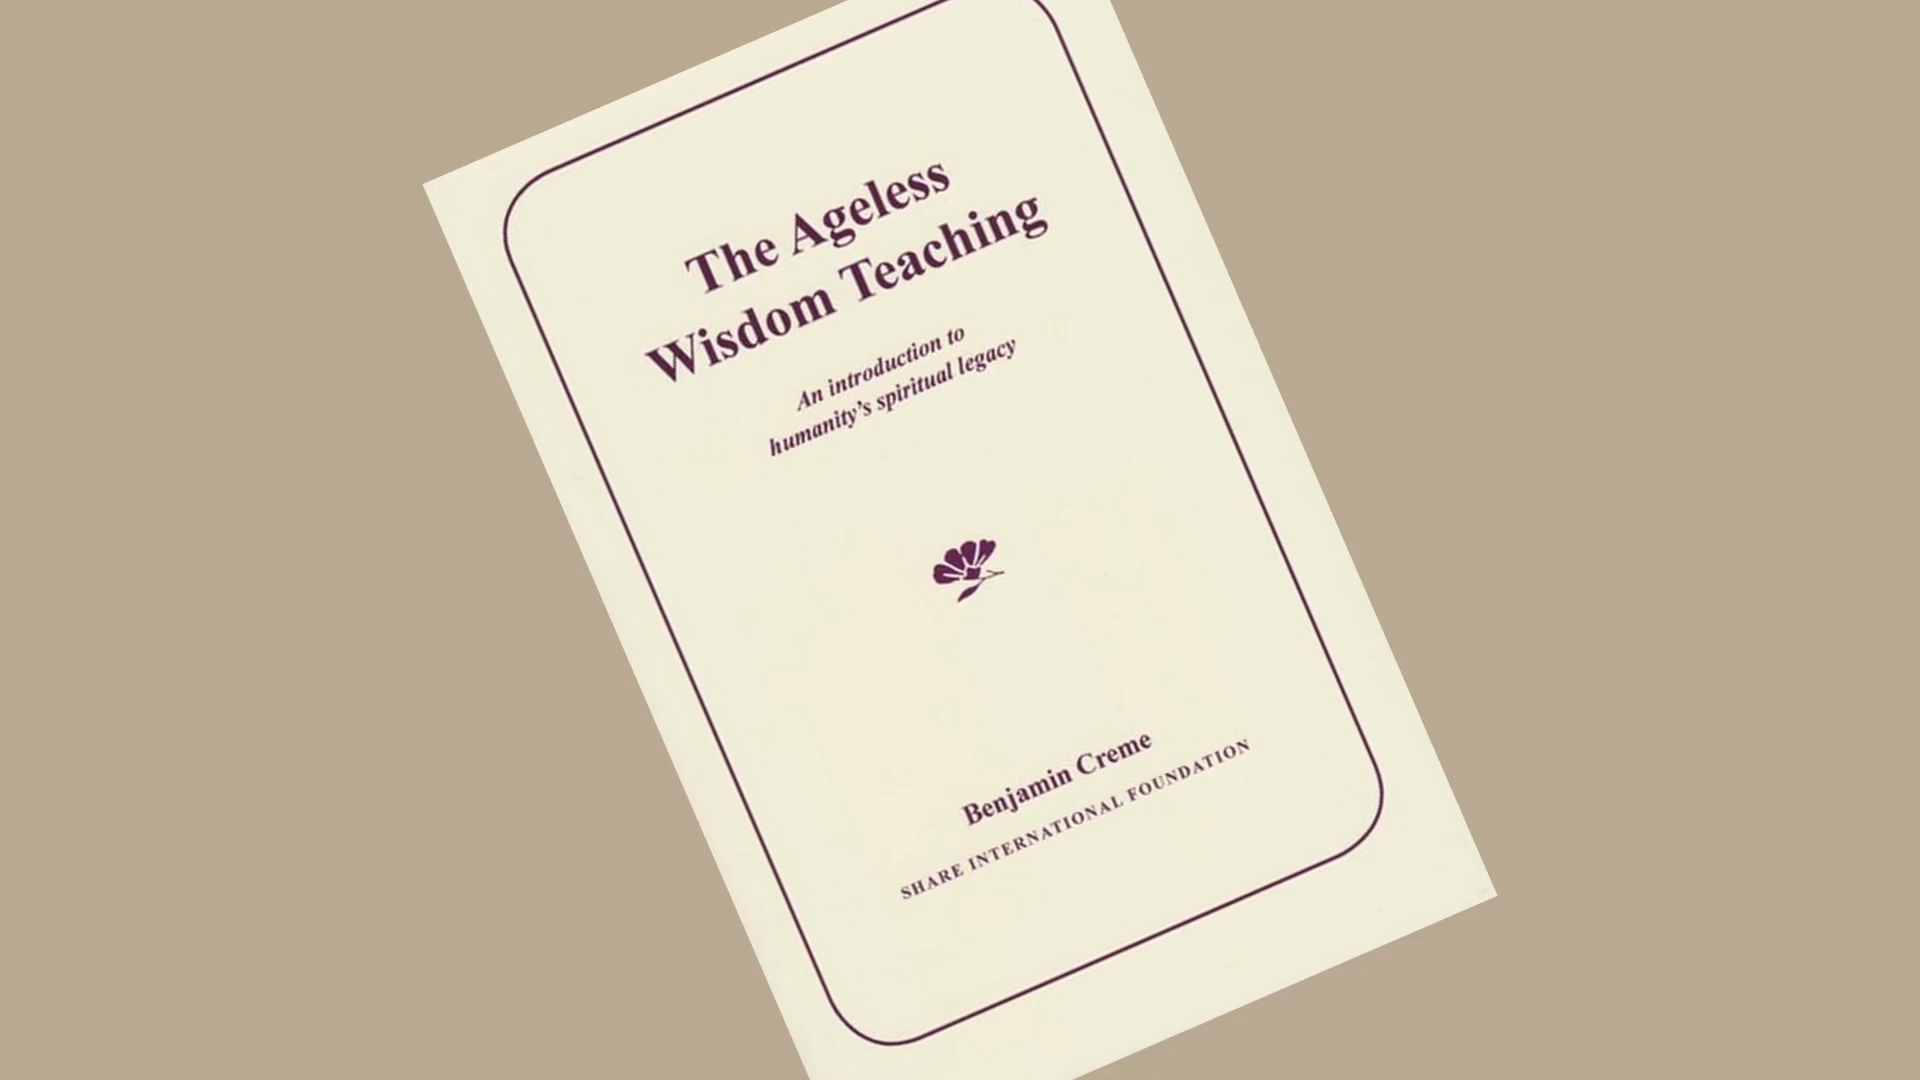 The Ageless
Wisdom Teaching
An introduction to
humanity's spiritual legacy
Benjamin Creme
SHARE INTERNATIONAL FOUNDATION